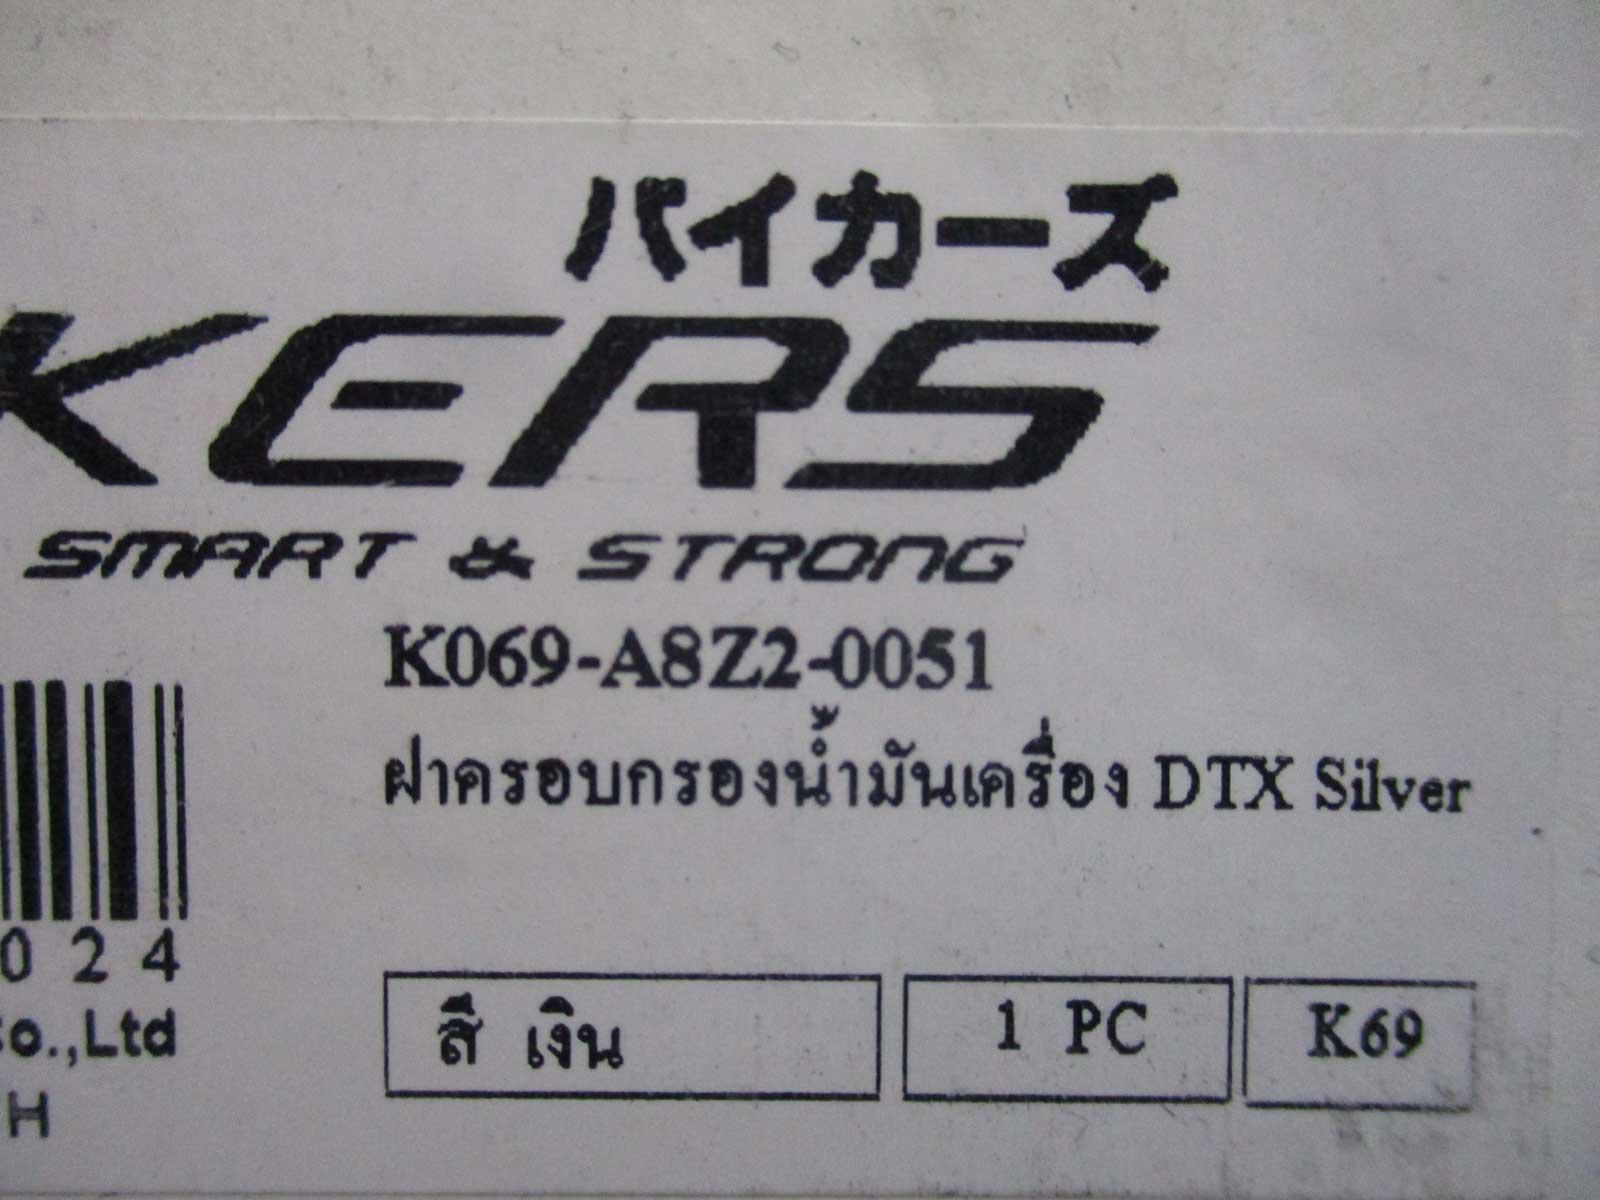 バイカーズ
KERS
SMART & STRONG
K069-A8Z2-0051
ฝาครอบกรองน้ำมันเครื่อง DTX Silver
024
สี เงิน
1 PC
K69
o.,Ltd
H